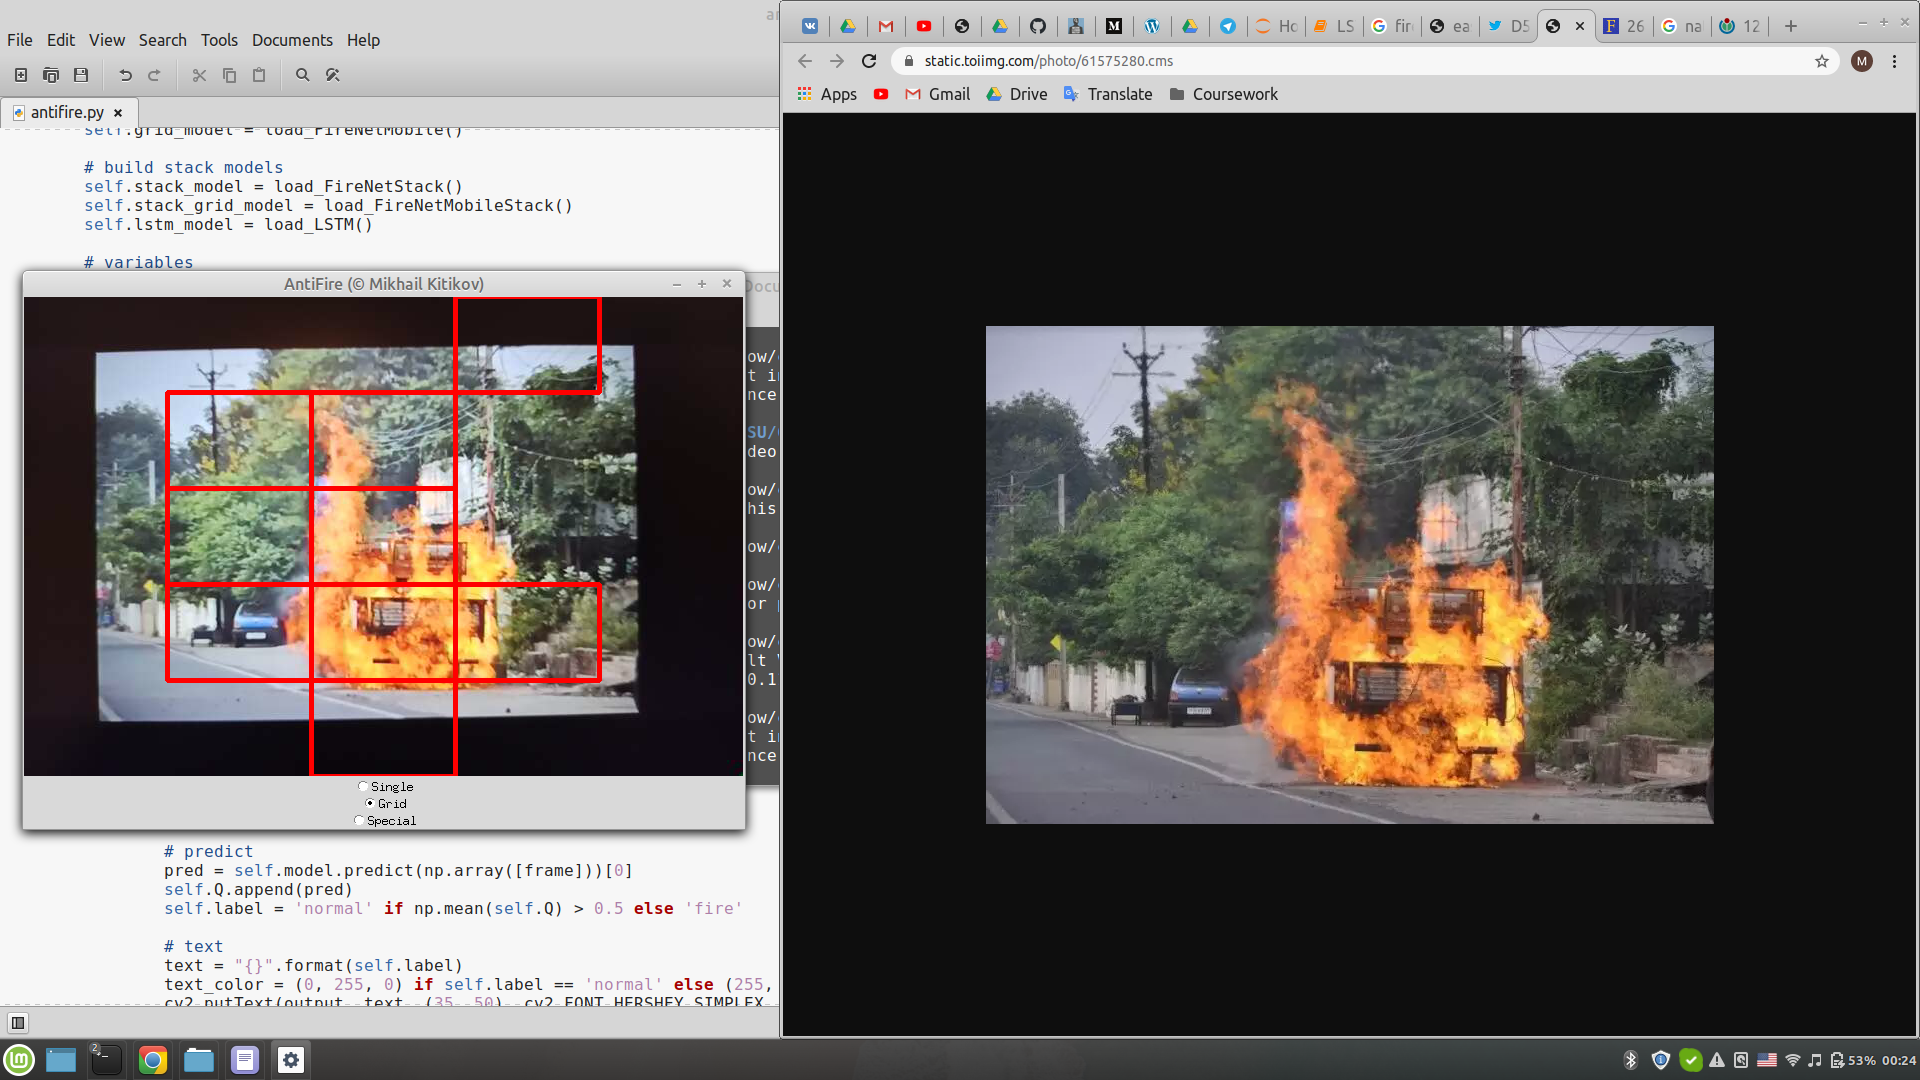 File Edit View Search Tools Documents Help
antifire.py
self.grid_model = load_FireNetMobile()
# build stack models
self.stack_model = load_FireNetStack()
self.stack_grid_model = load_FireNetMobileStack()
self.lstm_model = load_LSTM()
# variables
AntiFire (© Mikhail Kitikov)
Single
Grid
Special
# predict
pred = self.model.predict(np.array([frame]))[0]
self.Q.append(pred)
self.label = 'normal' if np.mean(self.Q) > 0.5 else 'fire'
# text
text = "{}".format(self.label)
text_color = (0, 255, 0) if self.label == 'normal' else (255,
cv2.putText(output, text, (35, 50), cv2.FONT_HERSHEY_SIMPLEX
Docu
ow/
t i
nce
SU/
deo
ow/
his
ow/
ow/
or p
ow/
lt
0.1
ow/
t i
nce
Ho LS fir ea D5 26 na 12
static.toiimg.com/photo/61575280.cms
M
Apps Gmail Drive Translate Coursework
2
53% 00:24